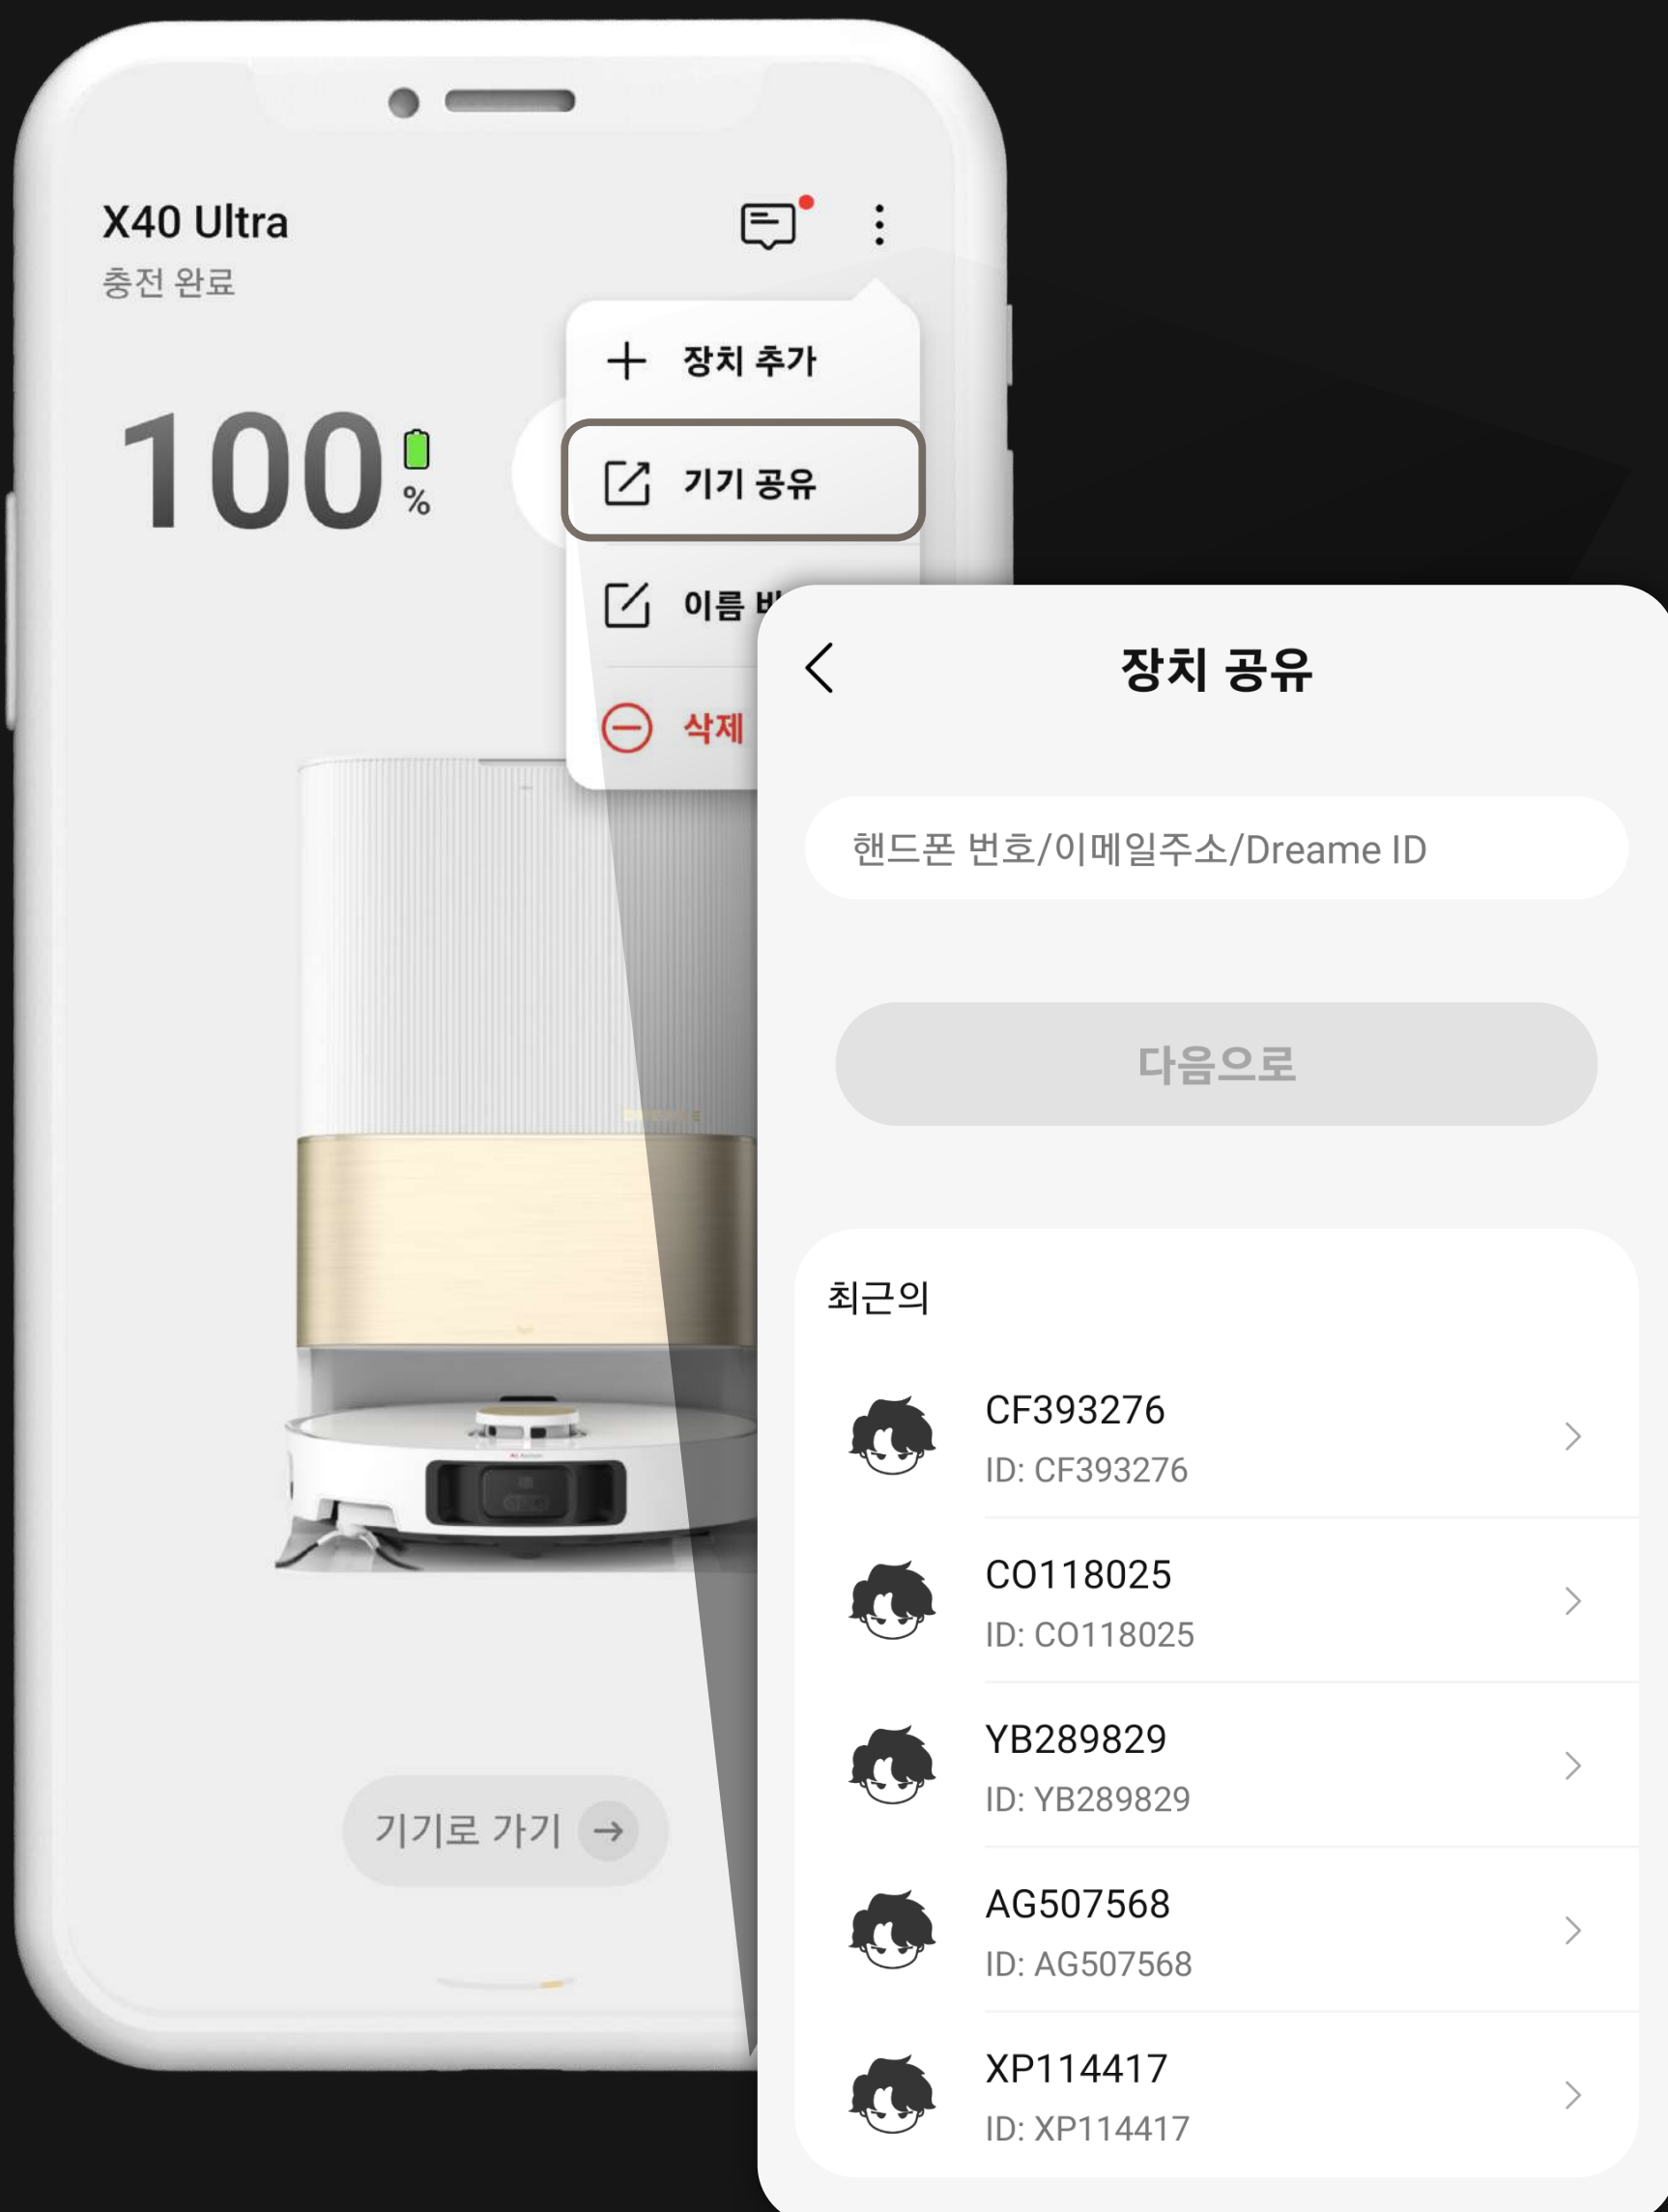 X40 Ultra
충전 완료
100
%
장치 추가
기기 공유
이름
삭제
기기로 가기
장치 공유
핸드폰 번호/이메일주소/Dreame ID
다음으로
최근의
CF393276
ID: CF393276
CO118025
ID: CO118025
YB289829
ID: YB289829
AG507568
ID: AG507568
XP114417
ID: XP114417